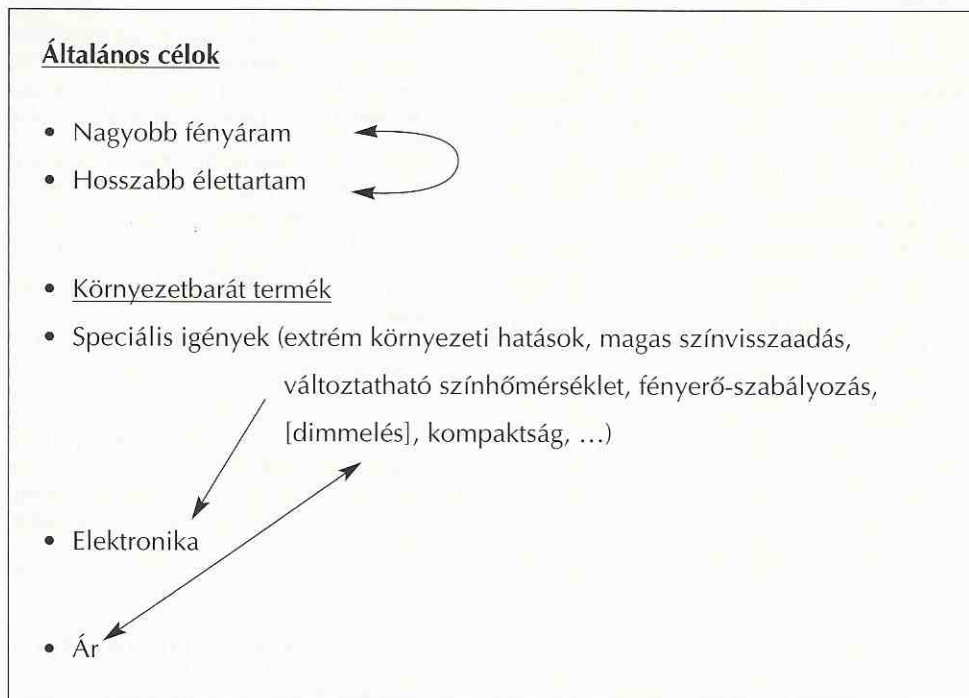 Általános célok
• Nagyobb fényáram
• Hosszabb élettartam
• Környezetbarát termék
• Speciális igények (extrém környezeti hatások, magas színvisszaadás,
változtatható színhőmérséklet, fényerő-szabályozás,
[dimmelés], kompaktság, ...)
• Elektronika
• Ár